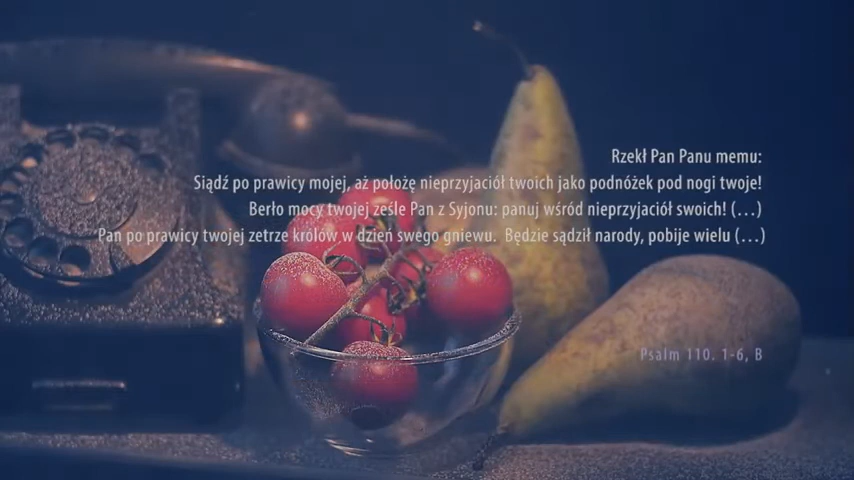 Rzekł Pan Panu memu:
Siądź po prawicy mojej, aż położę nieprzyjaciół twoich jako podnóżek pod nogi twoje!
Berło mocy twojej ześle Pan z Syjonu: panuj wśród nieprzyjaciół swoich! (...)
Pan po prawicy twojej zetrze królów w dzień swego gniewu. Będzie sądził narody, pobije wielu (...)
Psalm 110. 1-6, B